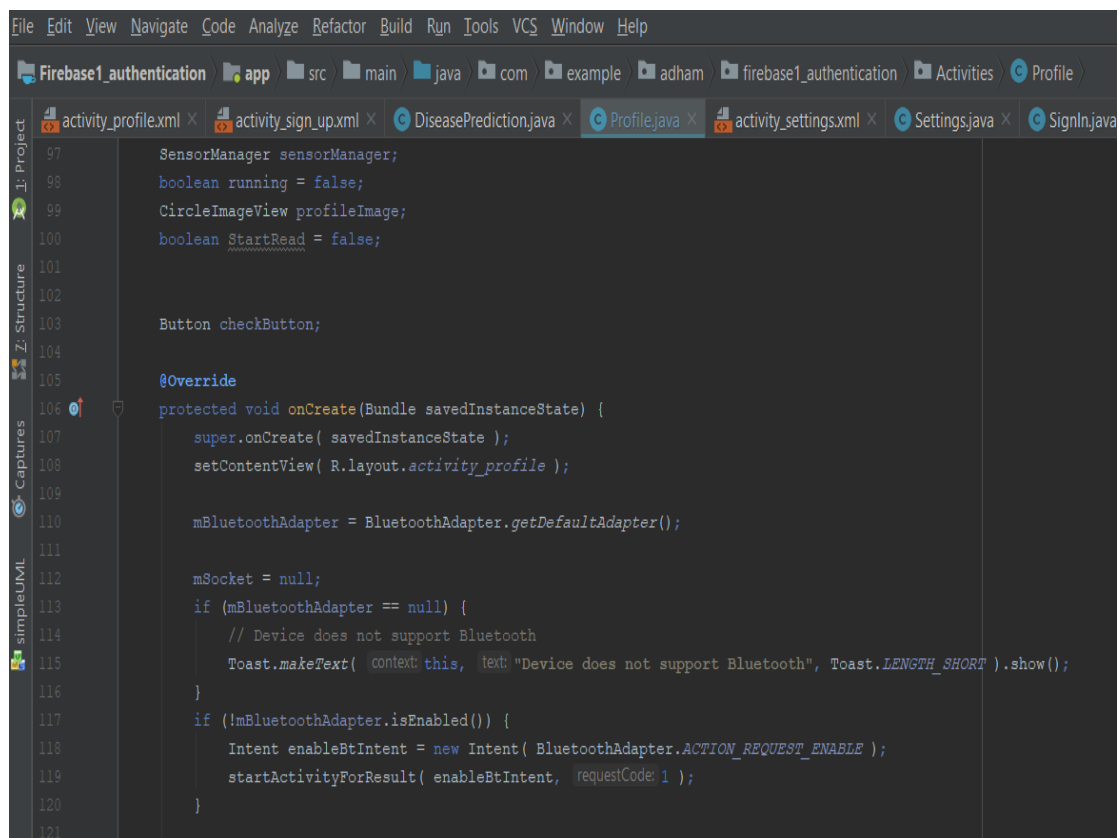 File Edit View Navigate Code Analyze Refactor Build Run Tools VCS Window Help
Firebase1_authentication app src main java com example adham firebase1_authentication Activities Profile
activity_profile.xml activity_sign_up.xml DiseasePrediction.java Profile.java activity_settings.xml Settings.java SignIn.java
1: Project
7: Structure
Captures
simpleUML
97 SensorManager sensorManager;
98 boolean running = false;
99 CircleImageView profileImage;
100 boolean StartRead = false;
101
102
103 Button checkButton;
104
105 @Override
106 protected void onCreate(Bundle savedInstanceState) {
107 super.onCreate( savedInstanceState );
108 setContentView( R.layout.activity_profile );
109
110 mBluetoothAdapter = BluetoothAdapter.getDefaultAdapter();
111
112 mSocket = null;
113 if (mBluetoothAdapter == null) {
114 // Device does not support Bluetooth
115 Toast.makeText( context: this, text: "Device does not support Bluetooth", Toast.LENGTH_SHORT ).show();
116 }
117 if (!mBluetoothAdapter.isEnabled()) {
118 Intent enableBtIntent = new Intent( BluetoothAdapter.ACTION_REQUEST_ENABLE );
119 startActivityForResult( enableBtIntent, requestCode: 1 );
120 }
121